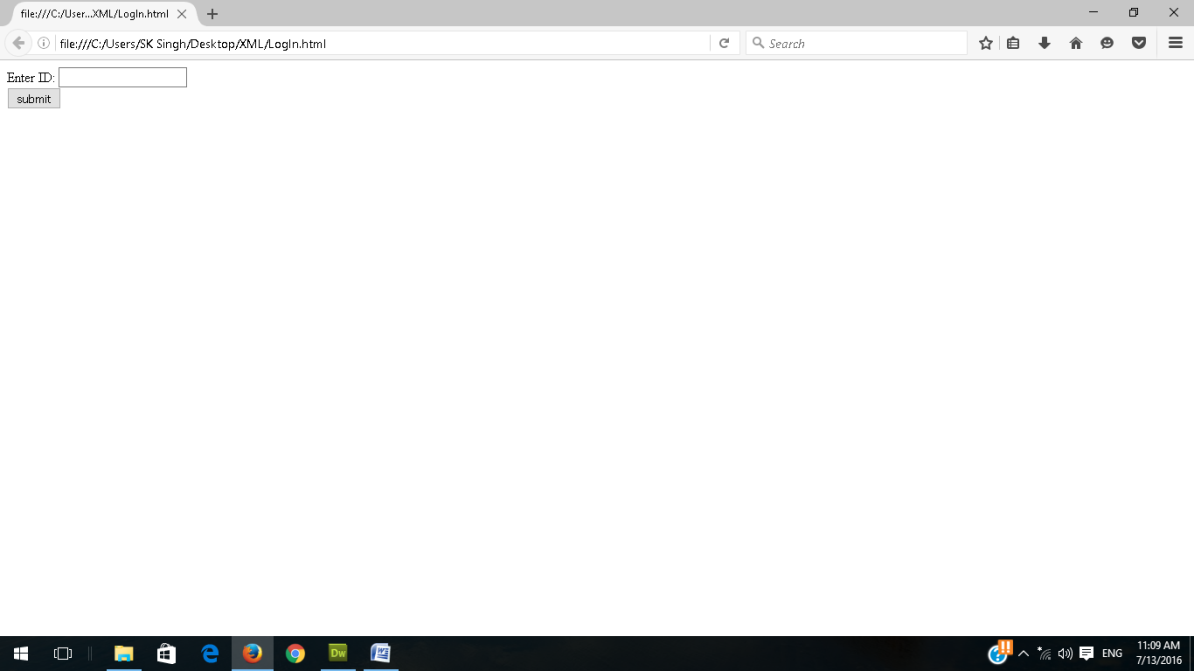 file:///C:/User...XML/LogIn.html
file:///C:/Users/SK Singh/Desktop/XML/LogIn.html
Search
Enter ID:
submit
Dw
ENG
11:09 AM
7/13/2016